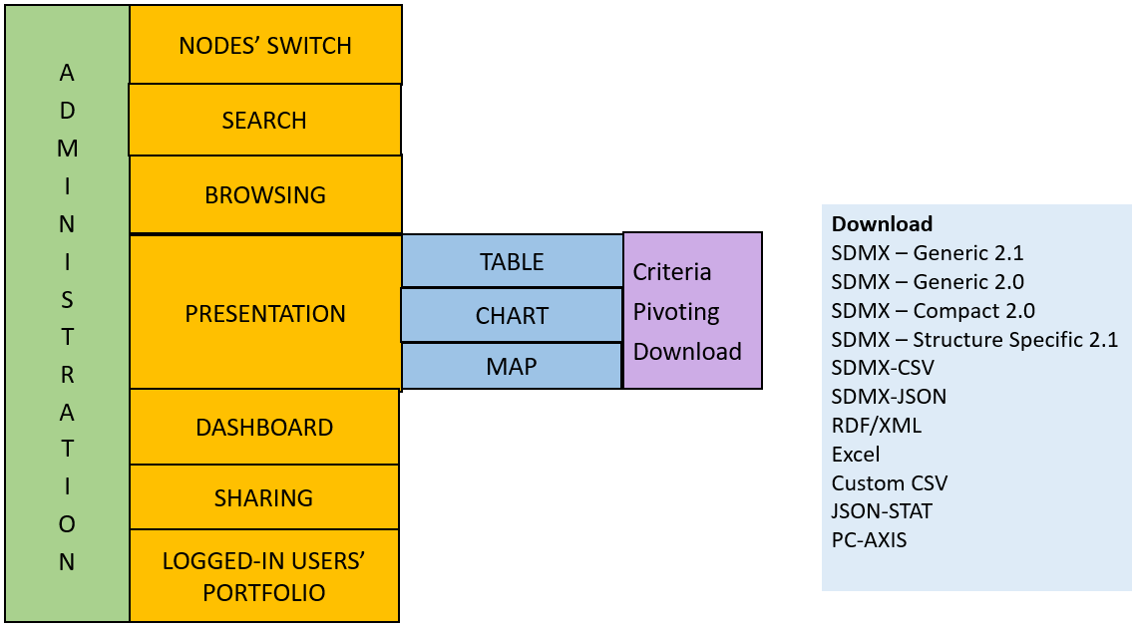 A
D
M
I
N
I
S
T
R
A
T
I
O
N
NODES’ SWITCH
SEARCH
BROWSING
PRESENTATION
TABLE
CHART
MAP
Criteria
Pivoting
Download
DASHBOARD
SHARING
LOGGED-IN USERS’
PORTFOLIO
Download
SDMX – Generic 2.1
SDMX – Generic 2.0
SDMX – Compact 2.0
SDMX – Structure Specific 2.1
SDMX-CSV
SDMX-JSON
RDF/XML
Excel
Custom CSV
JSON-STAT
PC-AXIS